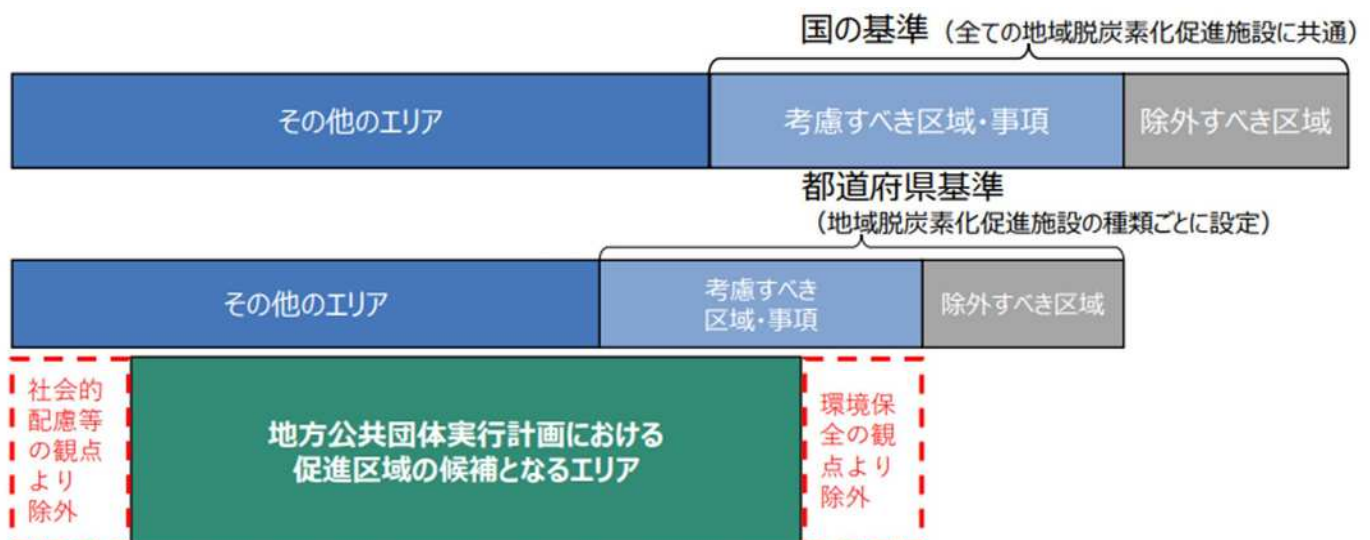 国の基準（全ての地域脱炭素化促進施設に共通）
その他のエリア
考慮すべき区域・事項
除外すべき区域
都道府県基準
（地域脱炭素化促進施設の種類ごとに設定）
その他のエリア
考慮すべき
区域・事項
除外すべき区域
社会的
配慮等
の観点
より
除外
地方公共団体実行計画における
促進区域の候補となるエリア
環境保
全の観
点より
除外